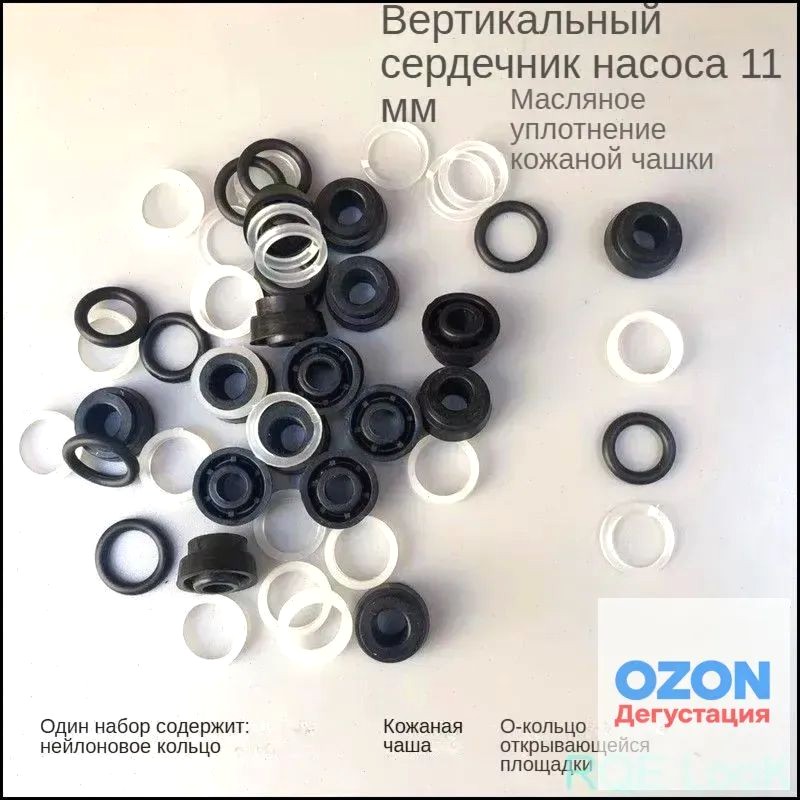 Вертикальный
сердечник насоса 11
мм
Масляное
уплотнение
кожаной чашки
OZON
Дегустация
Один набор содержит:
нейлоновое кольцо
Кожаная
чаша
О-кольцо
открывающейся
площадки